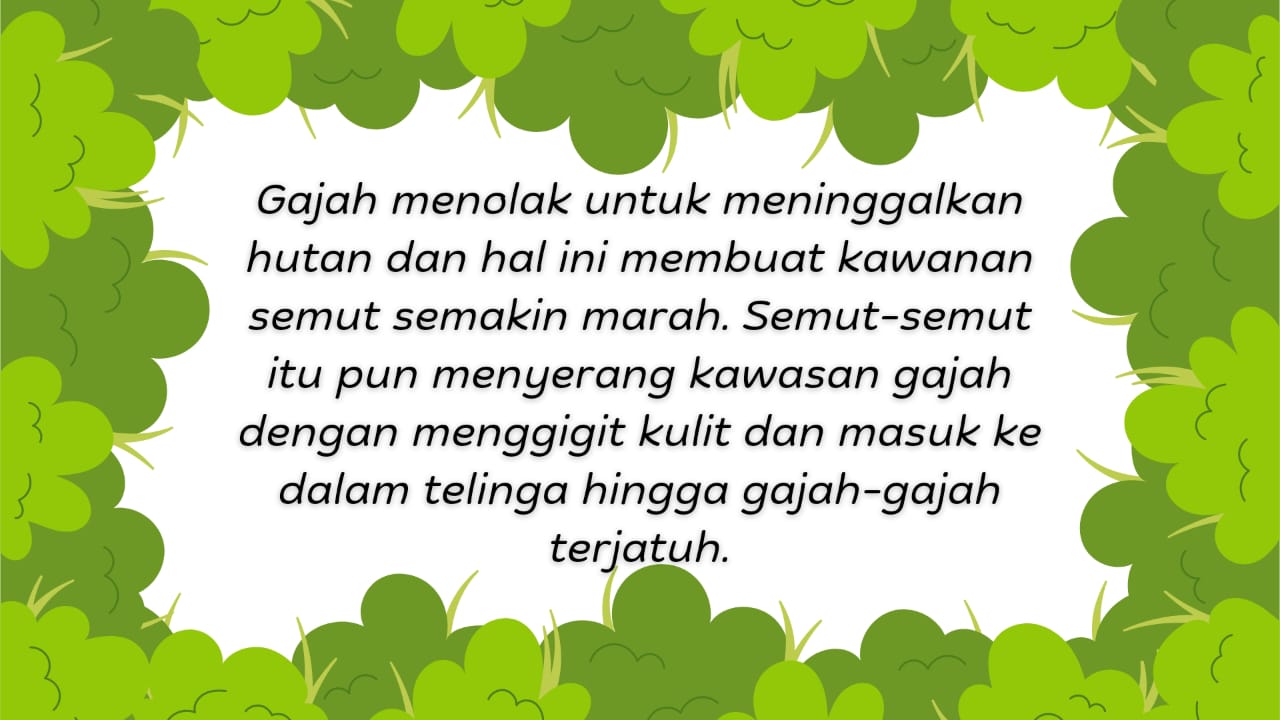 Gajah menolak untuk meninggalkan
hutan dan hal ini membuat kawanan
semut semakin marah. Semut-semut
itu pun menyerang kawasan gajah
dengan menggigit kulit dan masuk ke
dalam telinga hingga gajah-gajah
terjatuh.